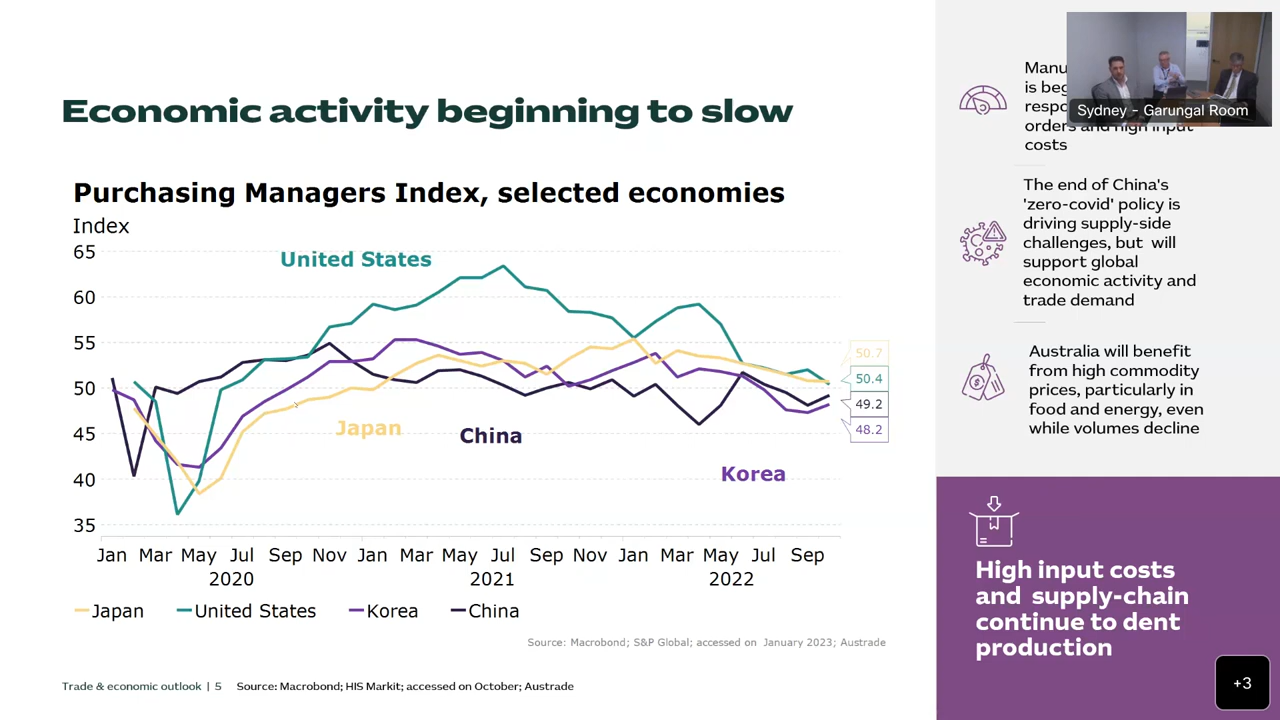 Economic activity beginning to slow
Purchasing Managers Index, selected economies
Index
65
60
55
50
45
40
35
United States
Japan
China
Korea
50.7
50.4
49.2
48.2
Jan Mar May Jul Sep Nov Jan Mar May Jul Sep Nov Jan Mar May Jul Sep
2020 2021 2022
Japan United States Korea China
Source: Macrobond; S&P Global; accessed on January 2023; Austrade
Trade & economic outlook | 5 Source: Macrobond; HIS Markit; accessed on October; Austrade
is
orders and high input
costs
The end of China's
'zero-covid' policy is
driving supply-side
challenges, but will
support global
economic activity and
trade demand
Australia will benefit
from high commodity
prices, particularly in
food and energy, even
while volumes decline
High input costs
and supply-chain
continue to dent
production
Sydney - Garungal Room
+3